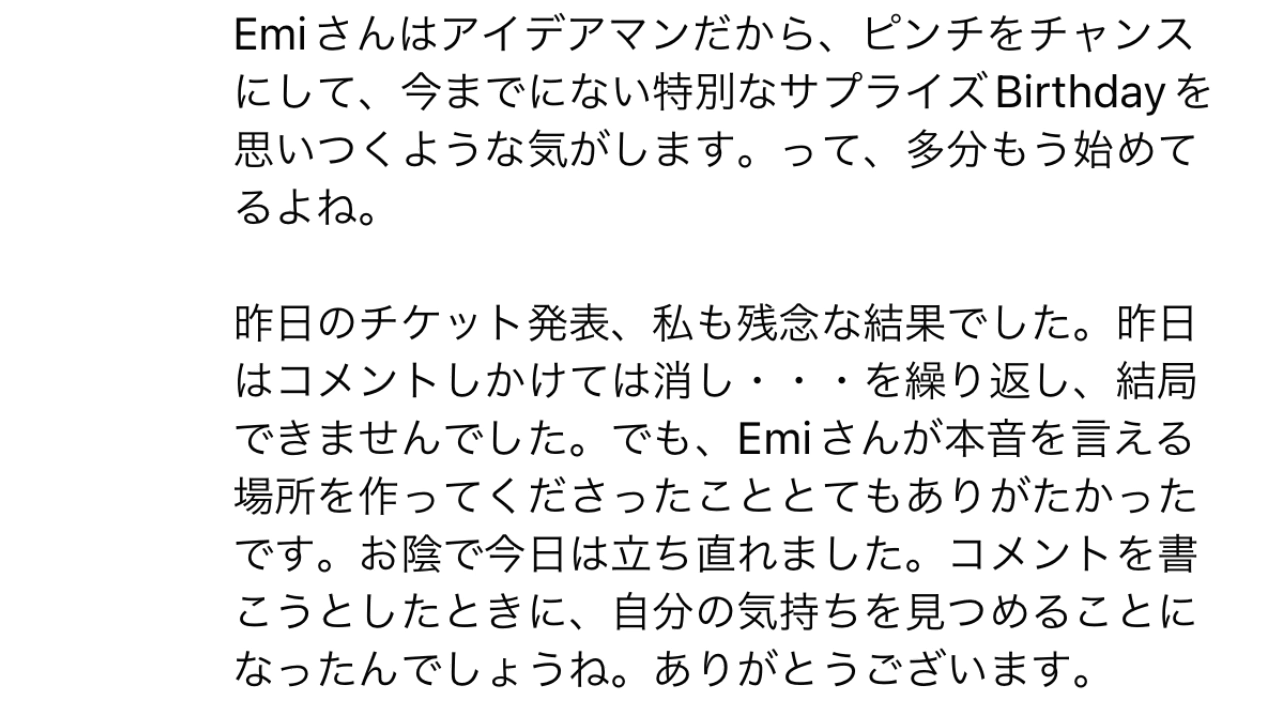 Emiさんはアイデアマンだから、ピンチをチャンス
にして、今までにない特別なサプライズBirthdayを
思いつくような気がします。って、多分もう始めて
るよね。
昨日のチケット発表、私も残念な結果でした。昨日
はコメントしかけては消し・・・を繰り返し、結局
できませんでした。でも、Emiさんが本音を言える
場所を作ってくださったこととてもありがたかった
です。お陰で今日は立ち直れました。コメントを書
こうとしたときに、自分の気持ちを見つめることに
なったんでしょうね。ありがとうございます。